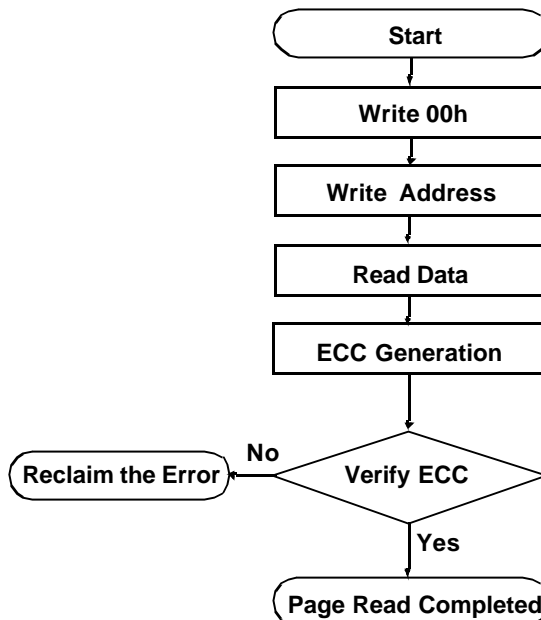 Start
Write 00h
Write Address
Read Data
ECC Generation
No
Reclaim the Error
Verify ECC
Yes
Page Read Completed